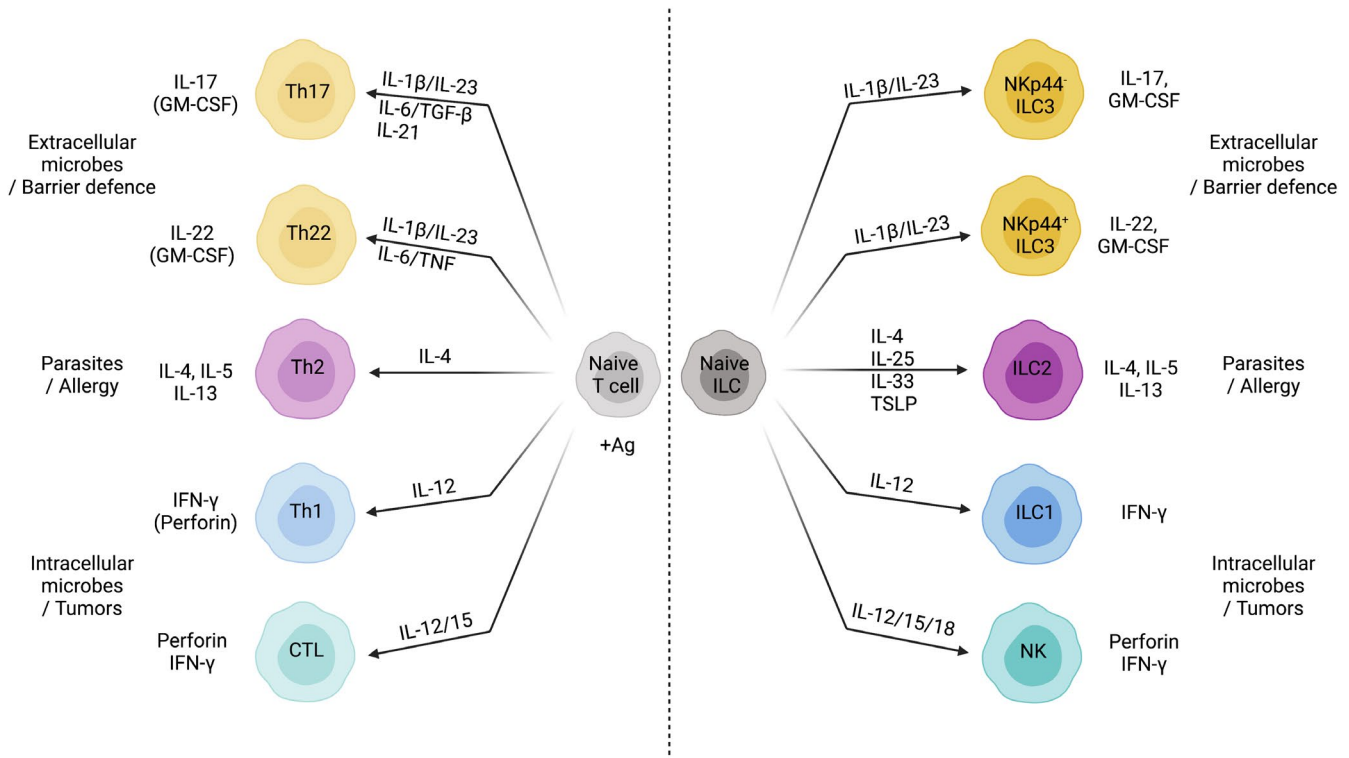 IL-17
(GM-CSF)
Th17
IL-1β/IL-23
IL-6/TGF-β
IL-21
Extracellular
microbes
/ Barrier defence
IL-22
(GM-CSF)
Th22
IL-1β/IL-23
IL-6/TNF
Parasites
/ Allergy
IL-4, IL-5
IL-13
Th2
IL-4
Naive
T cell
+Ag
IFN-γ
(Perforin)
Th1
IL-12
Intracellular
microbes
/ Tumors
Perforin
IFN-γ
CTL
IL-12/15
IL-1β/IL-23
NKp44-
ILC3
IL-17,
GM-CSF
Extracellular
microbes
/ Barrier defence
IL-1β/IL-23
NKp44+
ILC3
IL-22,
GM-CSF
Naive
ILC
IL-4
IL-25
IL-33
TSLP
ILC2
IL-4, IL-5
IL-13
Parasites
/ Allergy
IL-12
ILC1
IFN-γ
Intracellular
microbes
/ Tumors
IL-12/15/18
NK
Perforin
IFN-γ